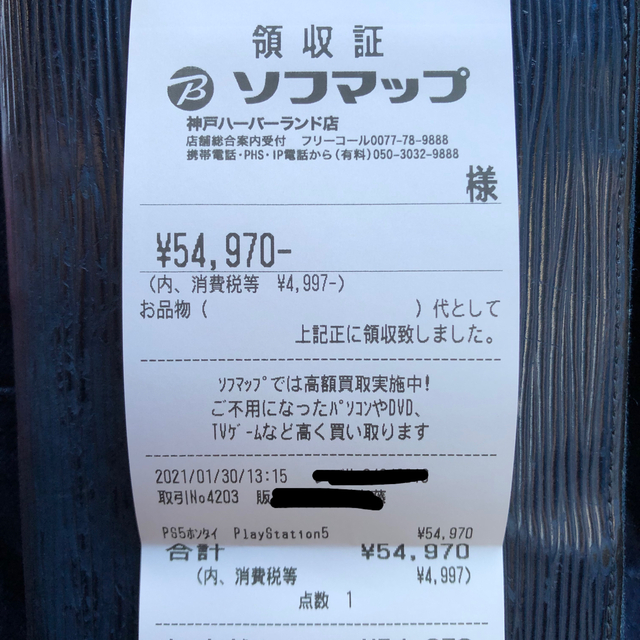 領収証
B ソフマップ
神戸ハーバーランド店
店舗総合案内受付 フリーコール0077-78-9888
携帯電話・PHS・IP電話から(有料)050-3032-9888
様
¥54,970-
(内、消費税等 ¥4,997-)
お品物( )代として
上記正に領収致しました。
ｿﾌﾏｯﾌﾟでは高額買取実施中!
ご不用になったﾊﾟｿｺﾝやDVD、
TVｹﾞｰﾑなど高く買い取ります
2021/01/30/13:15
取引No4203 販
PS5ﾎﾝﾀｲ PlayStation5 ¥54,970
合計 ¥54,970
(内、消費税等 ¥4,997)
点数 1